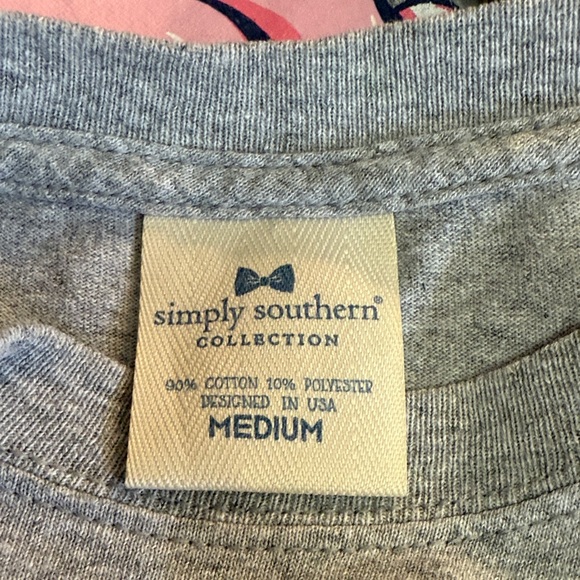 simply southern®
COLLECTION
90% COTTON 10% POLYESTER
DESIGNED IN USA
MEDIUM